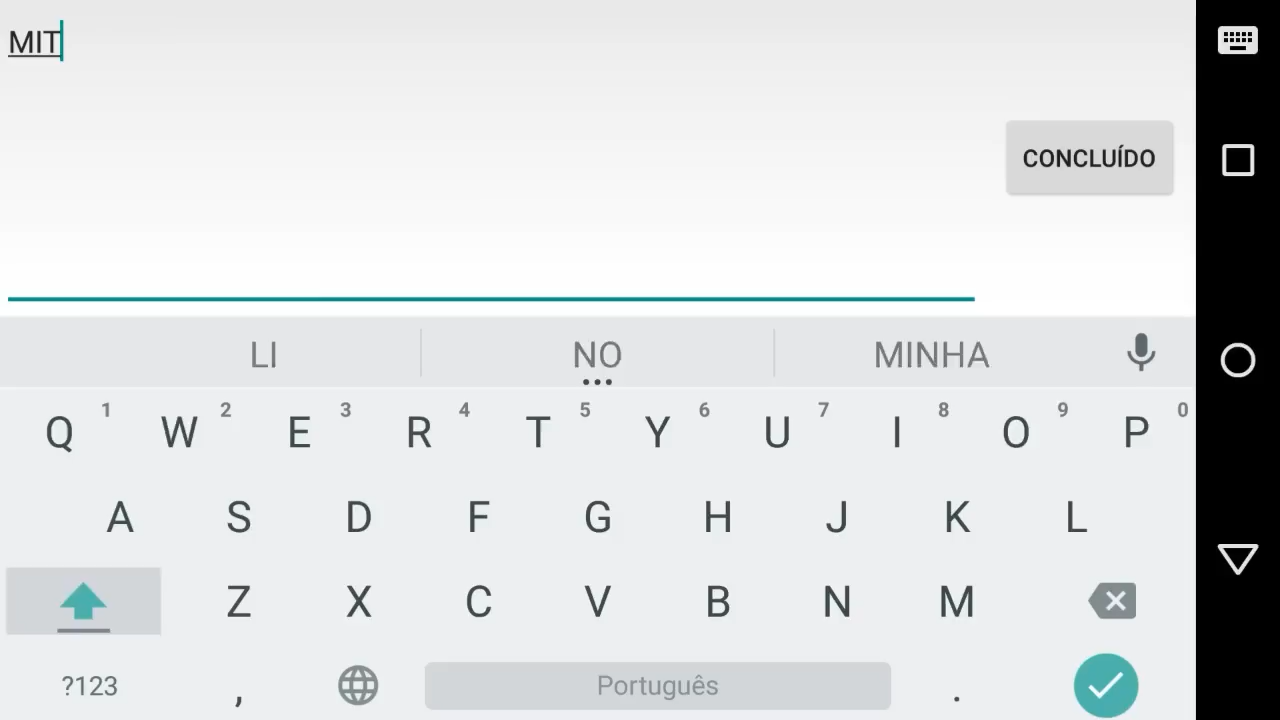 MIT
CONCLUÍDO
LI NO MINHA
Q 1 W 2 E 3 R 4 T 5 Y 6 U 7 I 8 O 9 P 0
A S D F G H J K L
Z X C V B N M
?123 , Português .